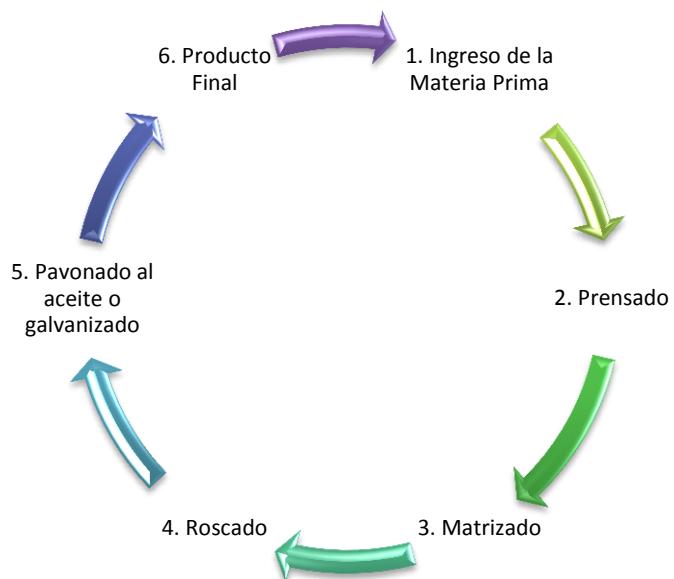 1. Ingreso de la
Materia Prima
2. Prensado
3. Matrizado
4. Roscado
5. Pavonado al
aceite o
galvanizado
6. Producto
Final